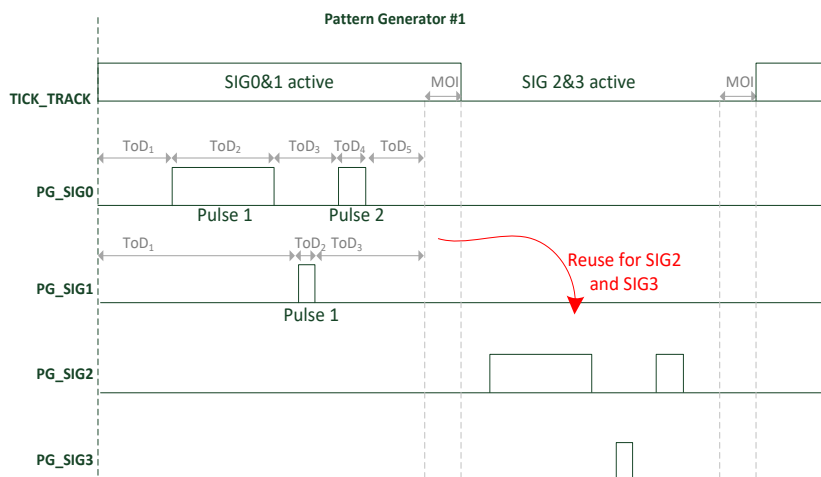 Pattern Generator #1
SIG0&1 active
MOI
SIG 2&3 active
MOI
TICK_TRACK
ToD₁
ToD₂
ToD₃
ToD₄
ToD₅
PG_SIG0
Pulse 1
Pulse 2
ToD₁
ToD₂
ToD₃
Reuse for SIG2
and SIG3
PG_SIG1
Pulse 1
PG_SIG2
PG_SIG3